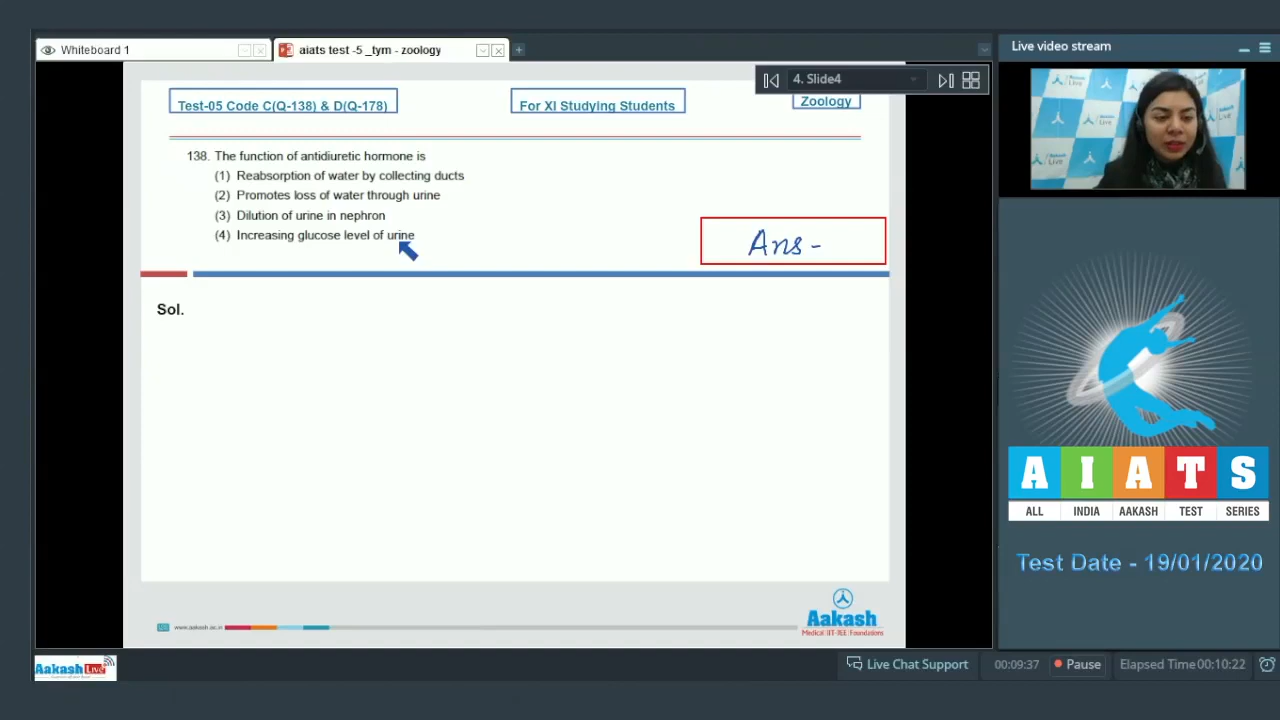 Whiteboard 1
aiats test -5 _tym - zoology
Live video stream
4. Slide4
Test-05 Code C(Q-138) & D(Q-178)
For XI Studying Students
Zoology
138. The function of antidiuretic hormone is
(1) Reabsorption of water by collecting ducts
(2) Promotes loss of water through urine
(3) Dilution of urine in nephron
(4) Increasing glucose level of urine
Ans -
Sol.
A I A T S
ALL INDIA AAKASH TEST SERIES
Test Date - 19/01/2020
www.aakash.ac.in
Aakash
Medical|IIT-JEE|Foundations
Aakash Live
Live Chat Support
00:09:37
Pause
Elapsed Time 00:10:22